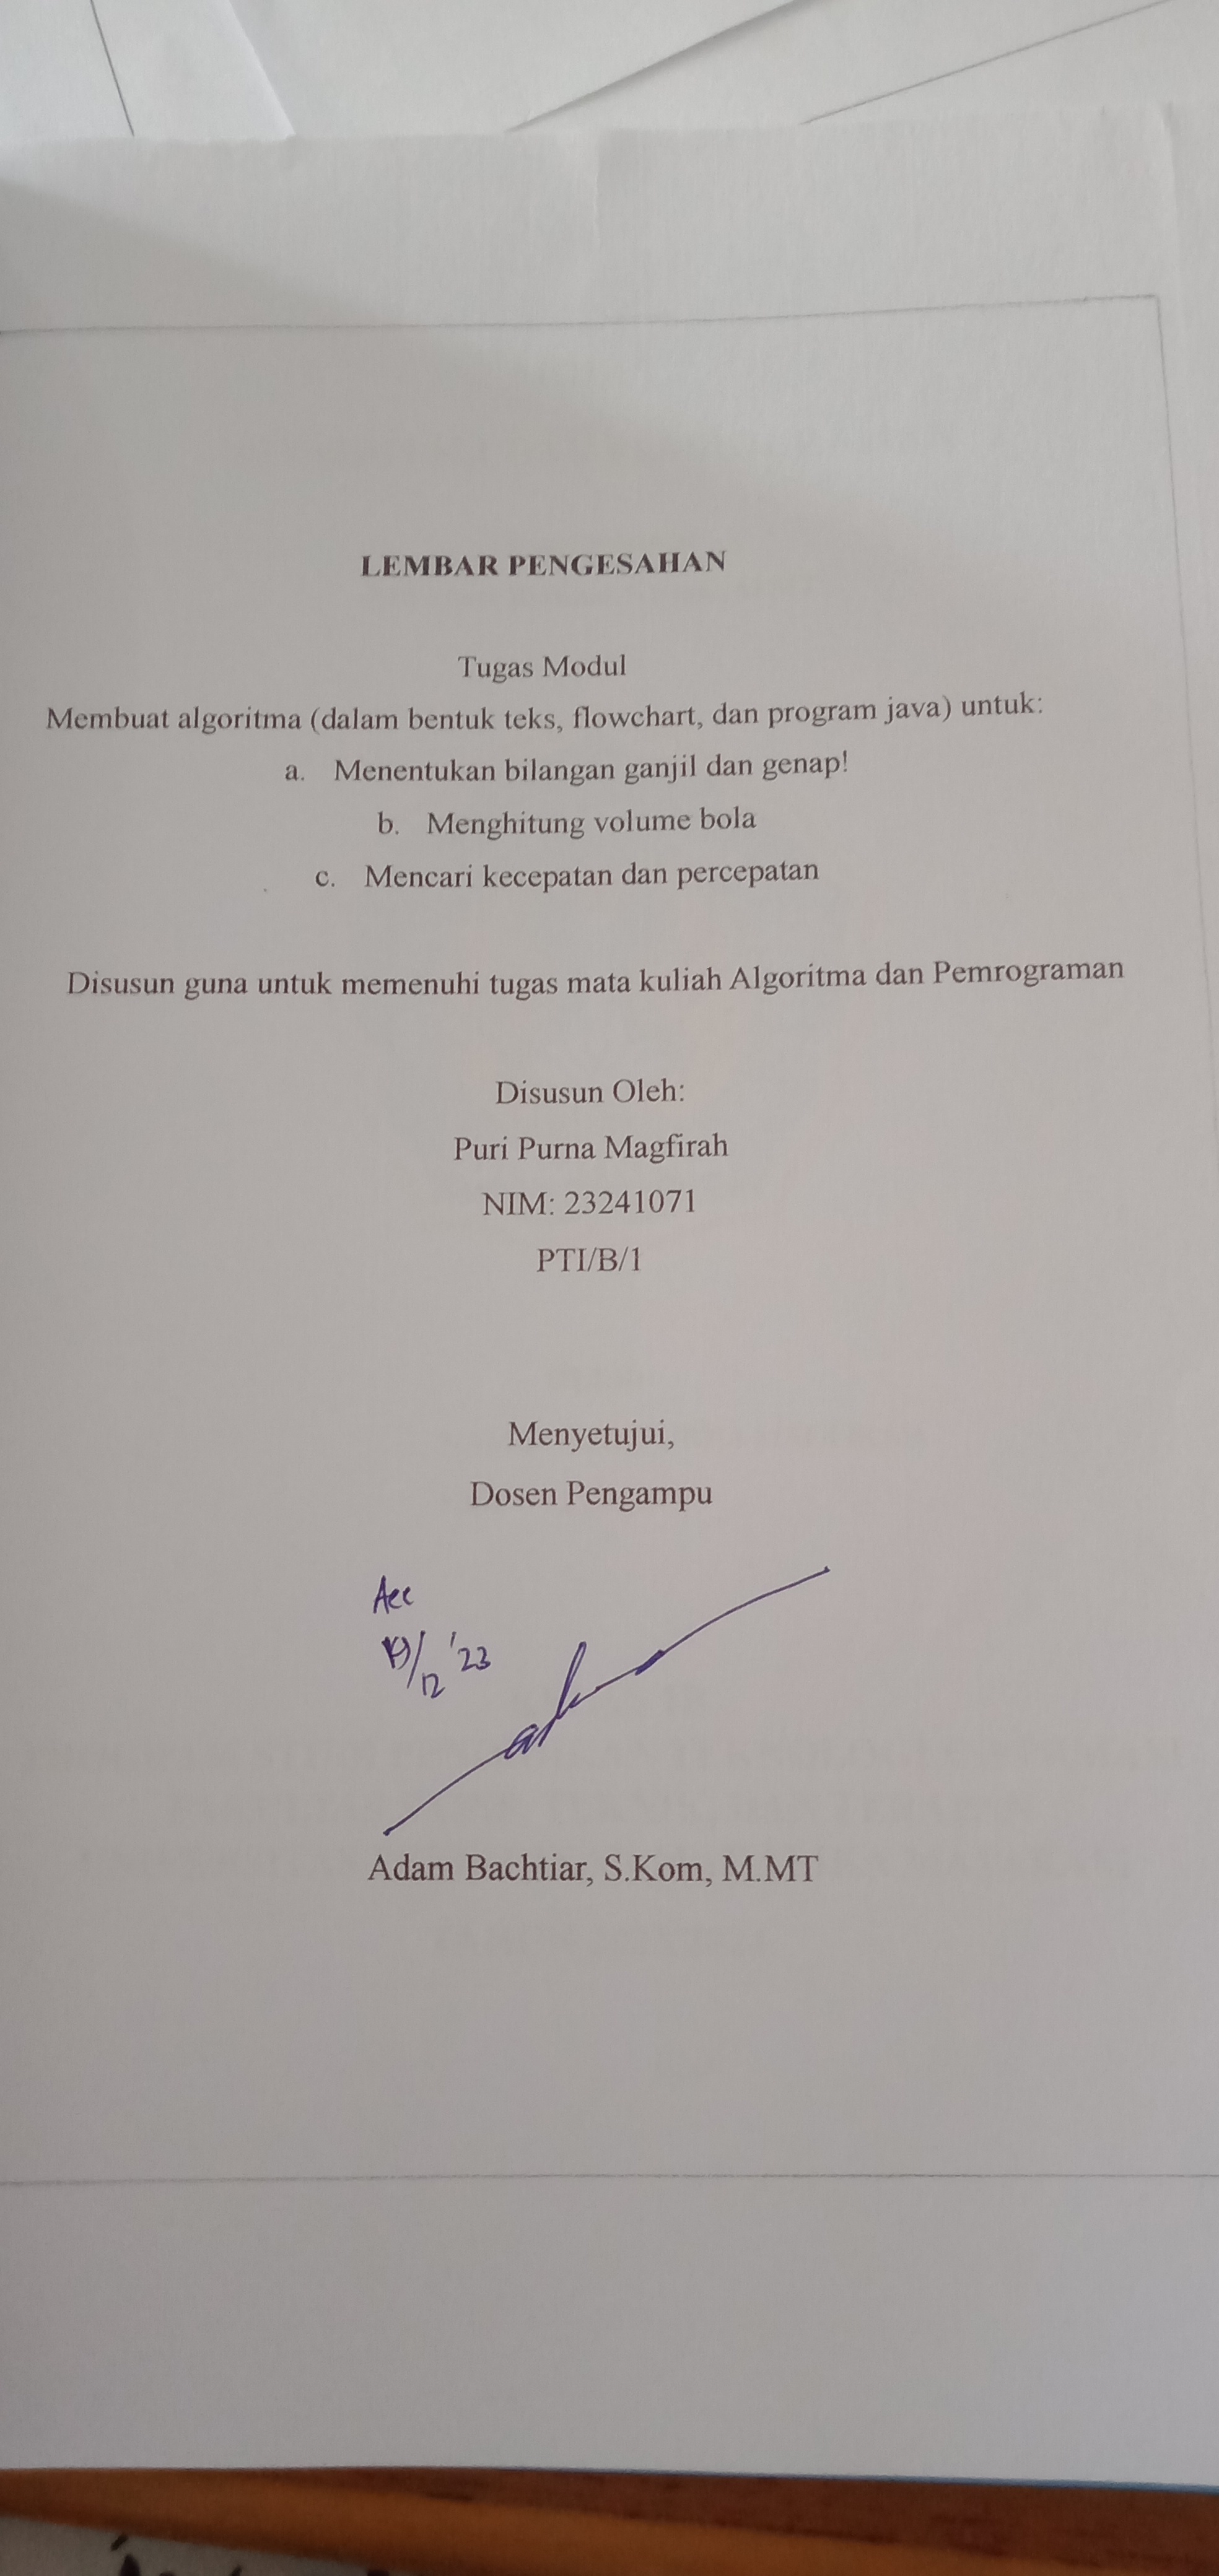 LEMBAR PENGESAHAN
Tugas Modul
Membuat algoritma (dalam bentuk teks, flowchart, dan program java) untuk:
a. Menentukan bilangan ganjil dan genap!
b. Menghitung volume bola
c. Mencari kecepatan dan percepatan
Disusun guna untuk memenuhi tugas mata kuliah Algoritma dan Pemrograman
Disusun Oleh:
Puri Purna Magfirah
NIM: 23241071
PTI/B/1
Menyetujui,
Dosen Pengampu
Acc
/12 '23
Adam Bachtiar, S.Kom, M.MT